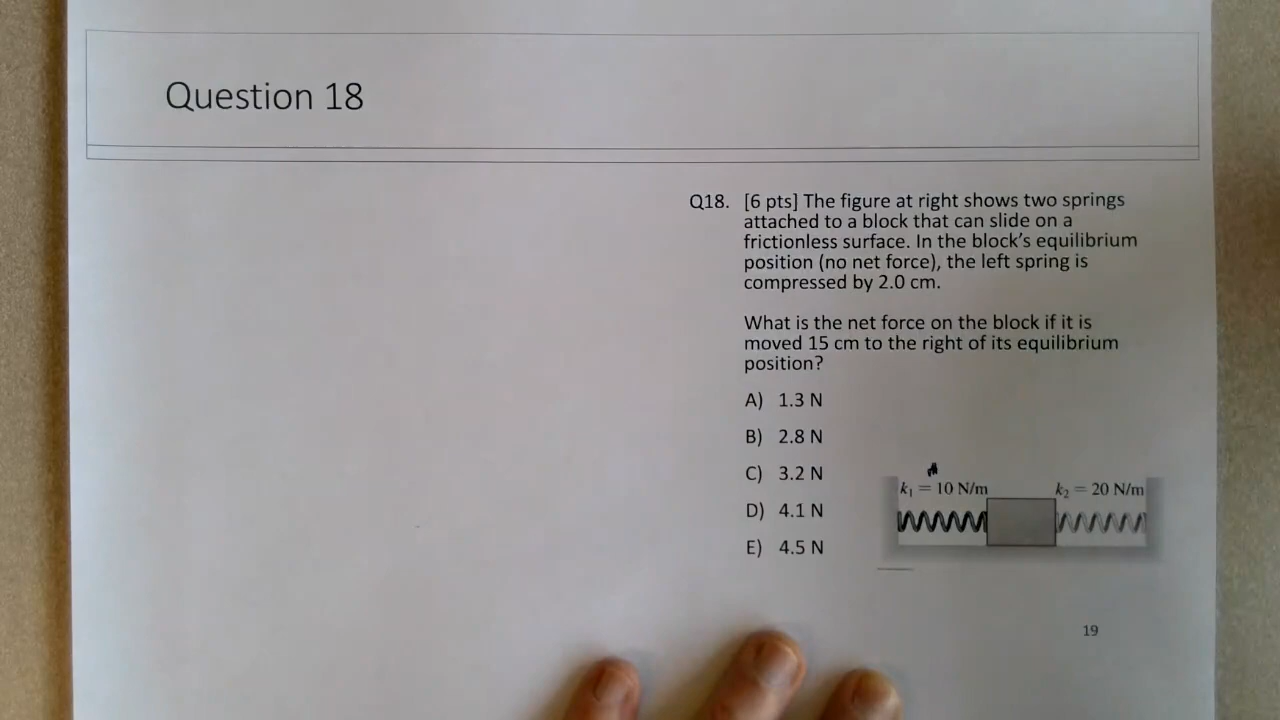 Question 18
Q18. [6 pts] The figure at right shows two springs
attached to a block that can slide on a
frictionless surface. In the block’s equilibrium
position (no net force), the left spring is
compressed by 2.0 cm.
What is the net force on the block if it is
moved 15 cm to the right of its equilibrium
position?
A) 1.3 N
B) 2.8 N
C) 3.2 N
D) 4.1 N
E) 4.5 N
k₁ = 10 N/m
k₂ = 20 N/m
19